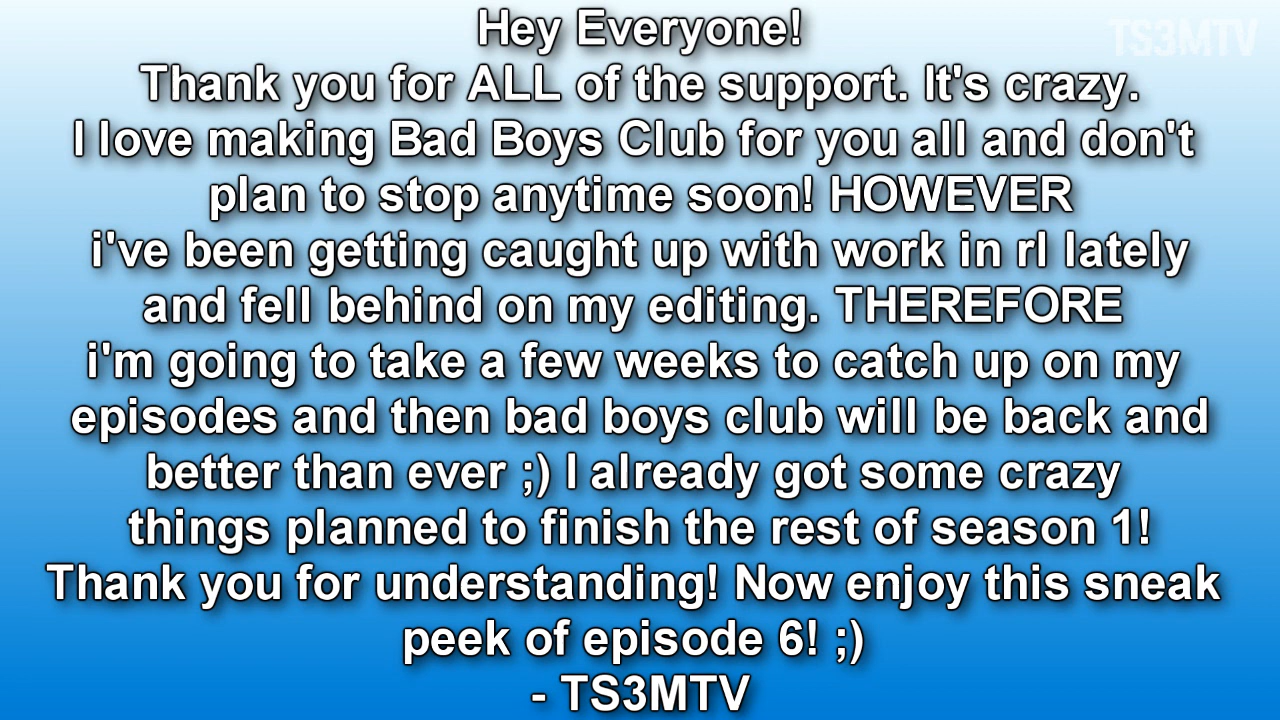 TS3MTV
Hey Everyone!
Thank you for ALL of the support. It's crazy.
I love making Bad Boys Club for you all and don't
plan to stop anytime soon! HOWEVER
i've been getting caught up with work in rl lately
and fell behind on my editing. THEREFORE
i'm going to take a few weeks to catch up on my
episodes and then bad boys club will be back and
better than ever ;) I already got some crazy
things planned to finish the rest of season 1!
Thank you for understanding! Now enjoy this sneak
peek of episode 6! ;)
- TS3MTV